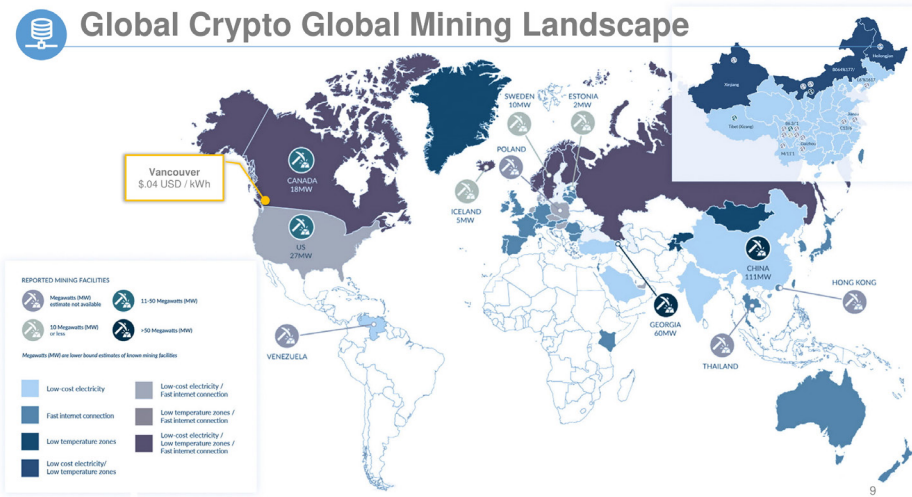 Global Crypto Global Mining Landscape
SWEDEN
10MW
ESTONIA
2MW
POLAND
CANADA
18MW
Vancouver
$.04 USD / kWh
ICELAND
5MW
US
27MW
CHINA
111MW
HONG KONG
GEORGIA
60MW
THAILAND
VENEZUELA
Heilongjiang
Xinjiang
Tibet (Xizang)
REPORTED MINING FACILITIES
Megawatts (MW)
estimate not available
11-50 Megawatts (MW)
10 Megawatts (MW)
or less
>50 Megawatts (MW)
Megawatts (MW) are lower bound estimates of known mining facilities
Low-cost electricity
Fast internet connection
Low temperature zones
Low cost electricity/
Low temperature zones
Low-cost electricity /
Fast internet connection
Low temperature zones /
Fast internet connection
Low-cost electricity /
Low temperature zones /
Fast internet connection
9